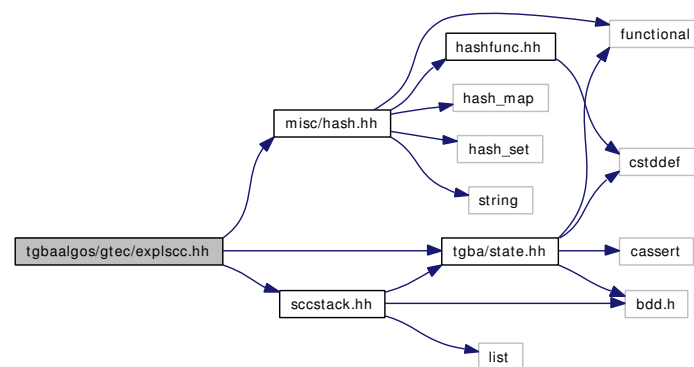 functional
hashfunc.hh
hash_map
misc/hash.hh
hash_set
cstddef
string
tgbaalgos/gtec/explscc.hh
tgba/state.hh
cassert
sccstack.hh
bdd.h
list